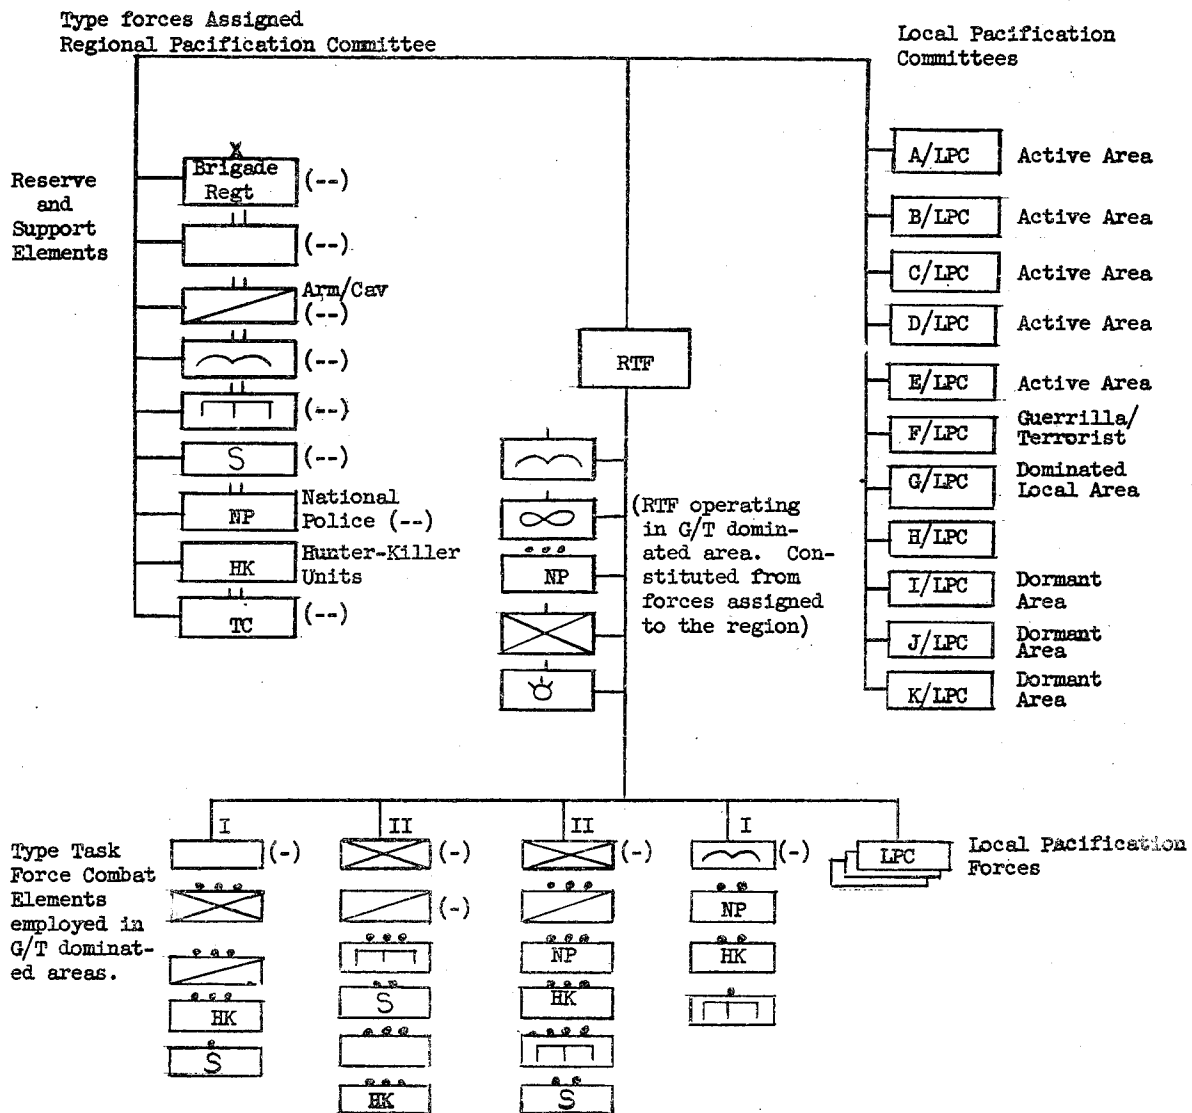 Type forces Assigned
Regional Pacification Committee
Local Pacification
Committees
Reserve
and
Support
Elements
X
Brigade
Regt
(--)
(--)
Arm/Cav
(--)
(--)
(--)
S
(--)
NP
National
Police (--)
HK
Hunter-Killer
Units
TC
(--)
RTF
NP
(RTF operating
in G/T domin-
ated area. Con-
stituted from
forces assigned
to the region)
A/LPC
Active Area
B/LPC
Active Area
C/LPC
Active Area
D/LPC
Active Area
E/LPC
Active Area
F/LPC
Guerrilla/
Terrorist
G/LPC
Dominated
Local Area
H/LPC
I/LPC
Dormant
Area
J/LPC
Dormant
Area
K/LPC
Dormant
Area
Type Task
Force Combat
Elements
employed in
G/T dominat-
ed areas.
I
(-)
HK
S
II
(-)
(-)
S
HK
II
(-)
NP
HK
S
I
(-)
NP
HK
LPC
Local Pacification
Forces